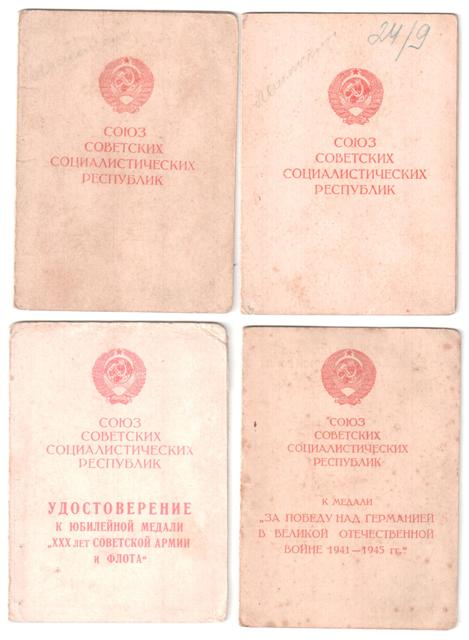 24/9
СОЮЗ
СОВЕТСКИХ
СОЦИАЛИСТИЧЕСКИХ
РЕСПУБЛИК
СОЮЗ
СОВЕТСКИХ
СОЦИАЛИСТИЧЕСКИХ
РЕСПУБЛИК
СОЮЗ
СОВЕТСКИХ
СОЦИАЛИСТИЧЕСКИХ
РЕСПУБЛИК
УДОСТОВЕРЕНИЕ
К ЮБИЛЕЙНОЙ МЕДАЛИ
„XXX ЛЕТ СОВЕТСКОЙ АРМИИ
И ФЛОТА“
СОЮЗ
СОВЕТСКИХ
СОЦИАЛИСТИЧЕСКИХ
РЕСПУБЛИК
К МЕДАЛИ
„ЗА ПОБЕДУ НАД ГЕРМАНИЕЙ
В ВЕЛИКОЙ ОТЕЧЕСТВЕННОЙ
ВОЙНЕ 1941—1945 гг.“